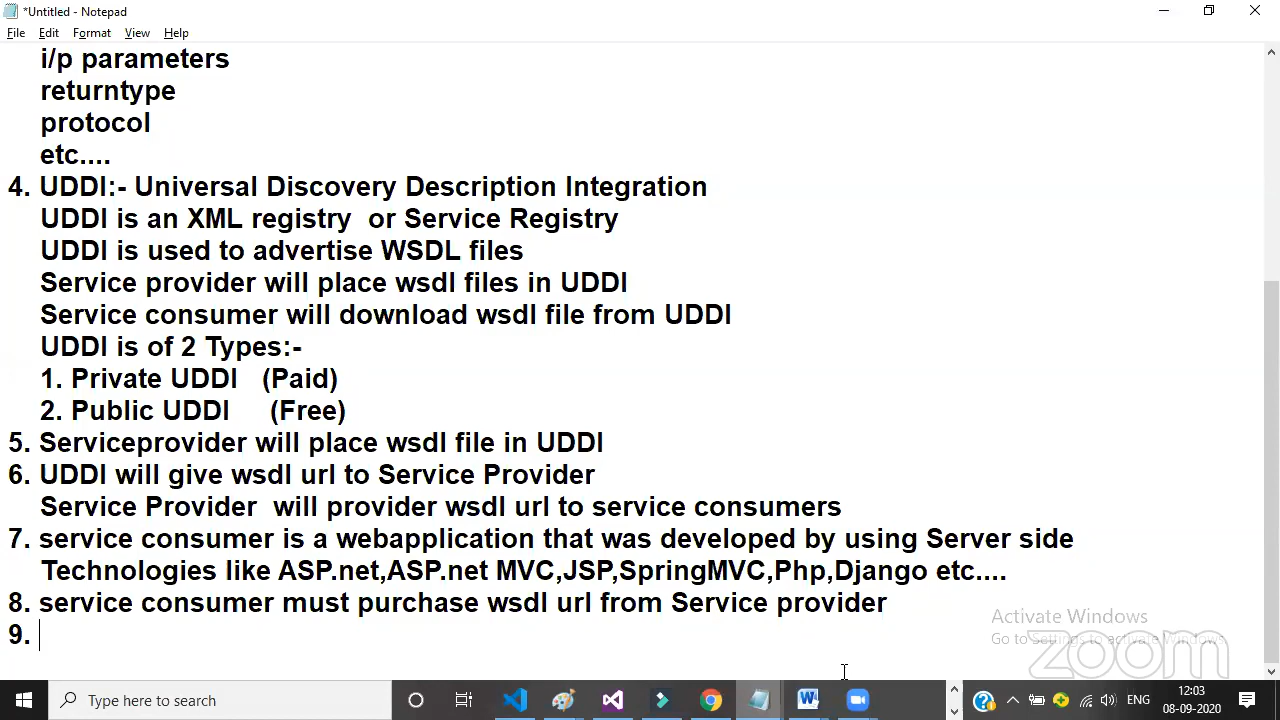 *Untitled - Notepad
File Edit Format View Help
i/p parameters
returntype
protocol
etc....
4. UDDI:- Universal Discovery Description Integration
UDDI is an XML registry  or Service Registry
UDDI is used to advertise WSDL files
Service provider will place wsdl files in UDDI
Service consumer will download wsdl file from UDDI
UDDI is of 2 Types:-
1. Private UDDI   (Paid)
2. Public UDDI     (Free)
5. Serviceprovider will place wsdl file in UDDI
6. UDDI will give wsdl url to Service Provider
Service Provider  will provider wsdl url to service consumers
7. service consumer is a webapplication that was developed by using Server side
Technologies like ASP.net,ASP.net MVC,JSP,SpringMVC,Php,Django etc....
8. service consumer must purchase wsdl url from Service provider
9.
Activate Windows
Go to Settings to activate Windows.
zoom
Type here to search
ENG
12:03
08-09-2020